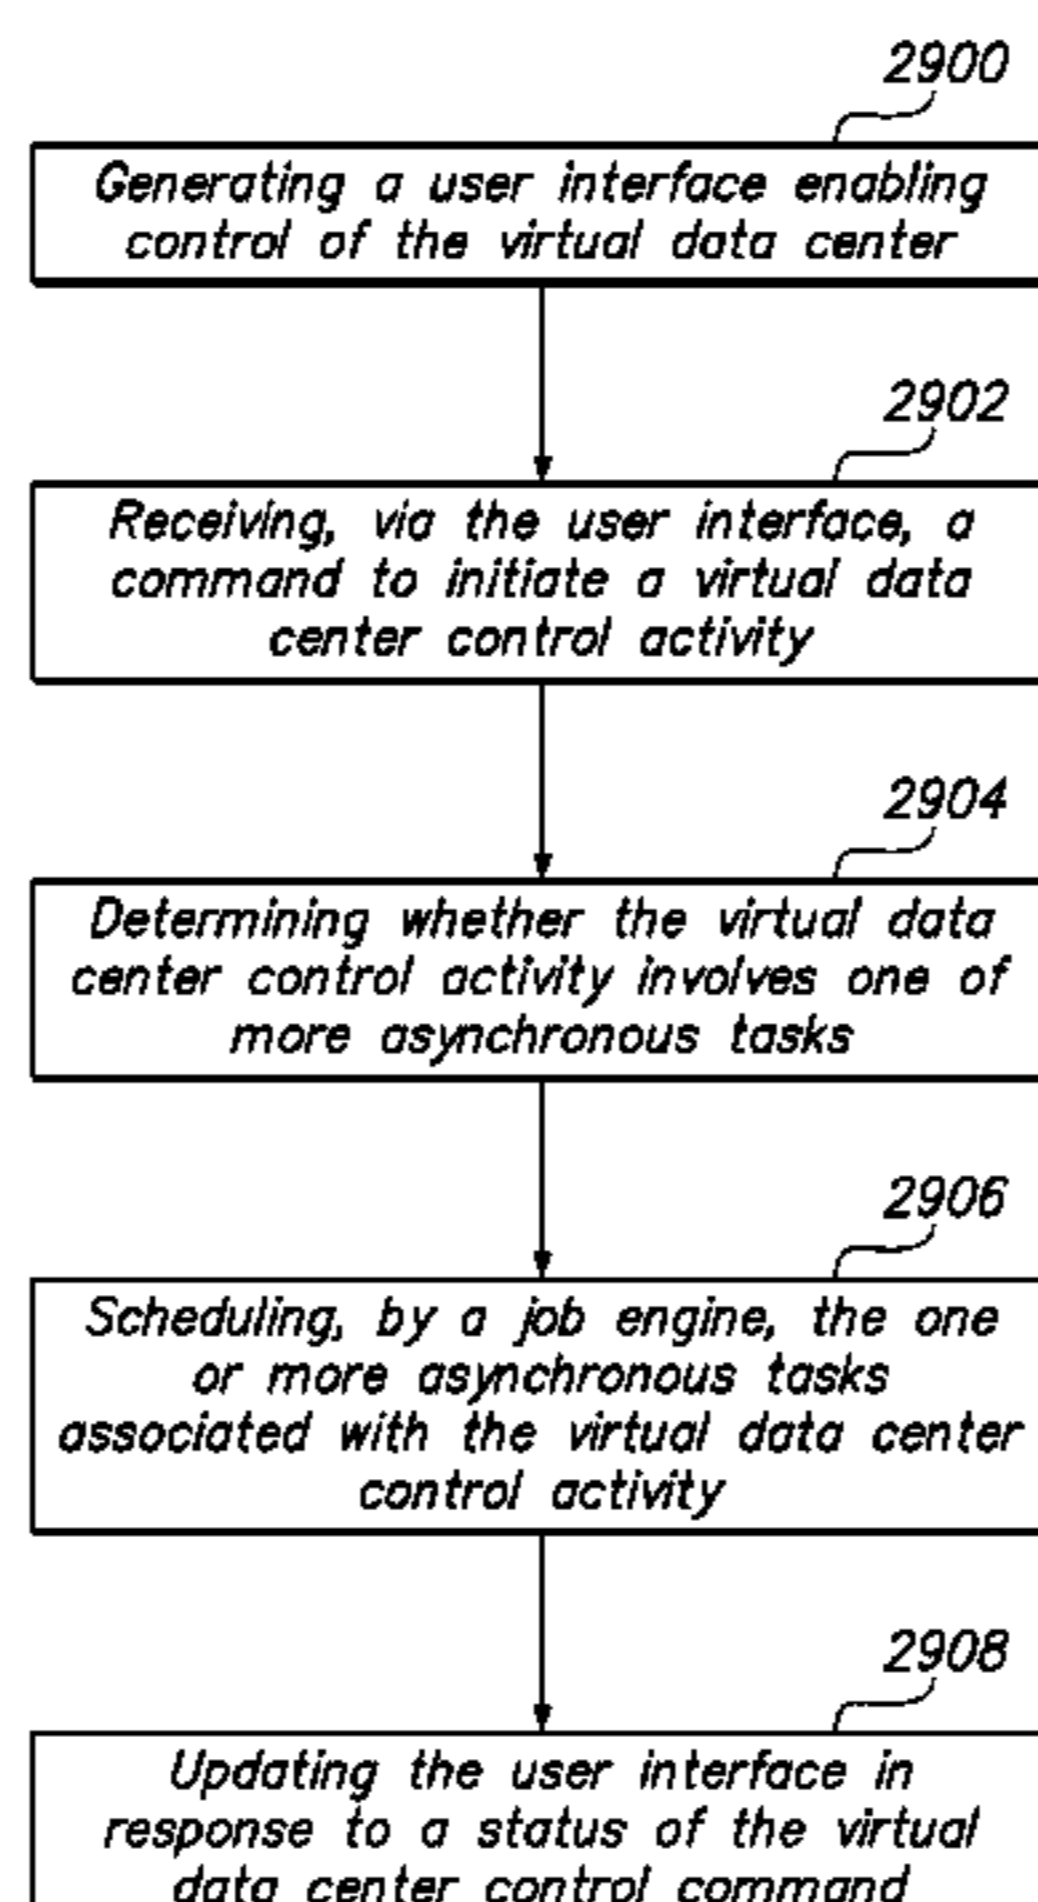 2900
Generating a user interface enabling
control of the virtual data center
2902
Receiving, via the user interface, a
command to initiate a virtual data
center control activity
2904
Determining whether the virtual data
center control activity involves one of
more asynchronous tasks
2906
Scheduling, by a job engine, the one
or more asynchronous tasks
associated with the virtual data center
control activity
2908
Updating the user interface in
response to a status of the virtual
data center control command